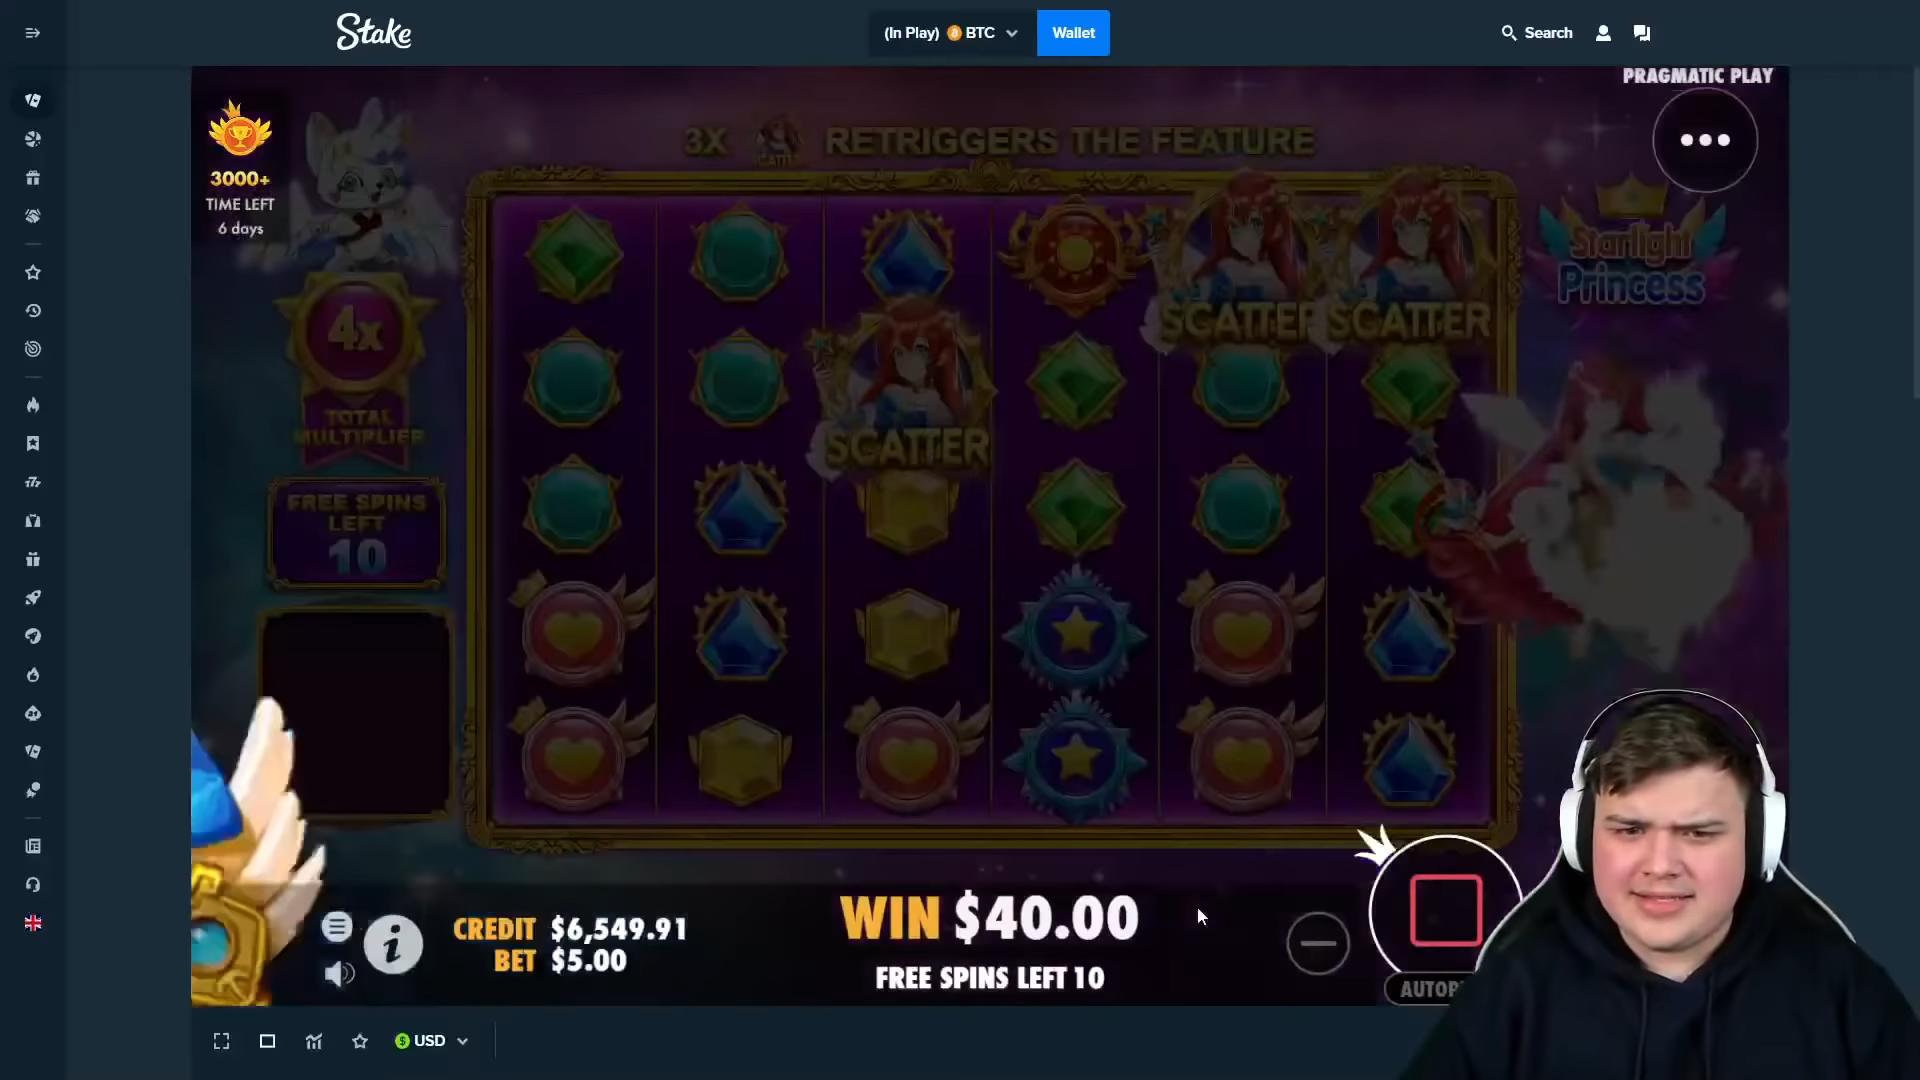 Stake
(In Play) BTC
Wallet
Search
PRAGMATIC PLAY
3000+
TIME LEFT
6 days
3X SCATTER RETRIGGERS THE FEATURE
Starlight
Princess
SCATTER
SCATTER
SCATTER
4x
TOTAL
MULTIPLIER
FREE SPINS
LEFT
10
CREDIT $6,549.91
BET $5.00
WIN $40.00
FREE SPINS LEFT 10
USD